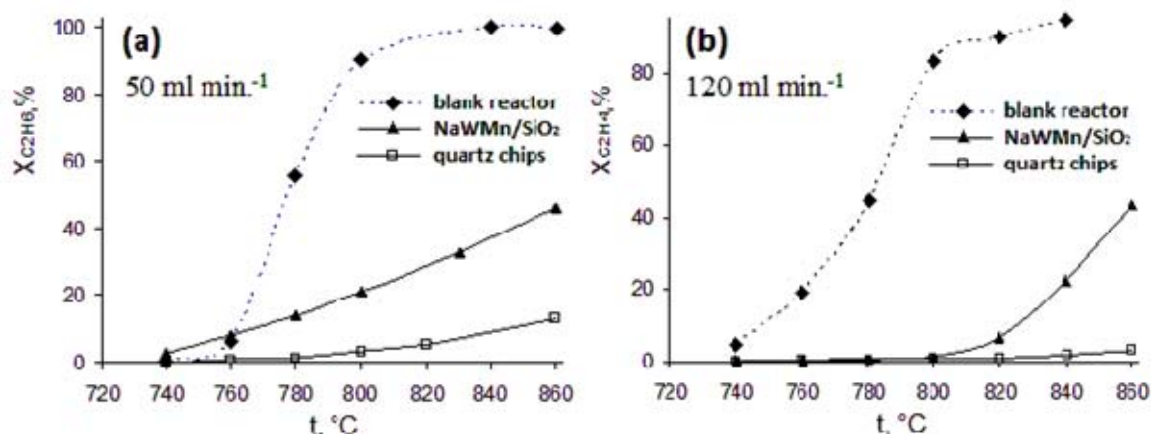 (a)
50 ml min.⁻¹
blank reactor
NaWMn/SiO₂
quartz chips
XC2H6,%
100
80
60
40
20
0
720 740 760 780 800 820 840 860
t, °C
(b)
120 ml min.⁻¹
blank reactor
NaWMn/SiO₂
quartz chips
XC2H4,%
80
60
40
20
0
720 740 760 780 800 820 840 860
t, °C